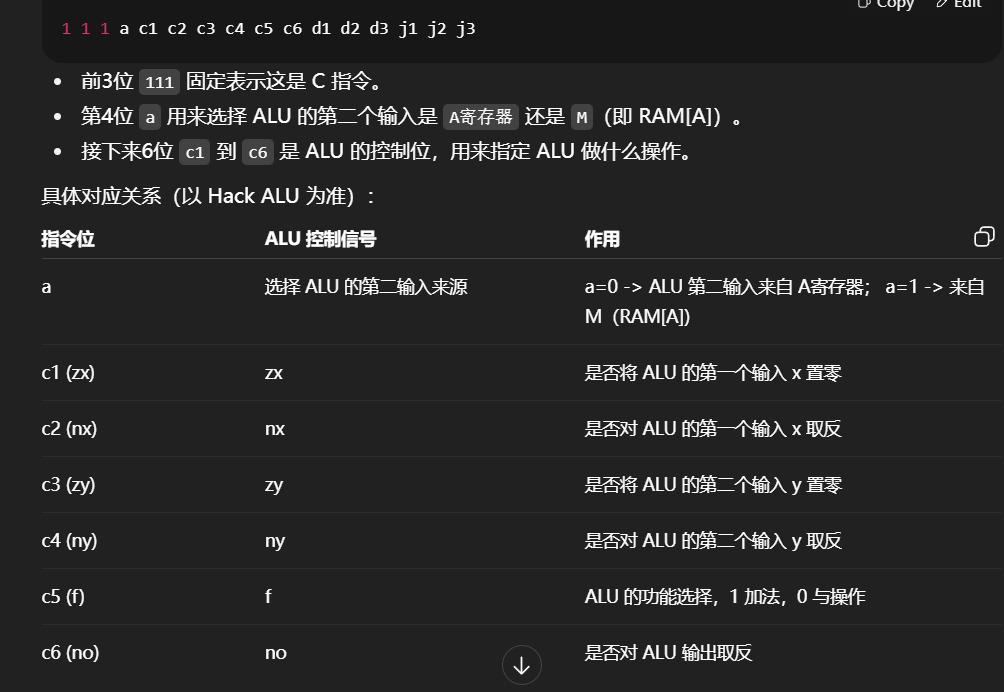 Copy Edit
1 1 1 a c1 c2 c3 c4 c5 c6 d1 d2 d3 j1 j2 j3
• 前3位 111 固定表示这是 C 指令。
• 第4位 a 用来选择 ALU 的第二个输入是 A寄存器 还是 M（即 RAM[A]）。
• 接下来6位 c1 到 c6 是 ALU 的控制位，用来指定 ALU 做什么操作。
具体对应关系（以 Hack ALU 为准）：
指令位 ALU 控制信号 作用
a 选择 ALU 的第二输入来源 a=0 -> ALU 第二输入来自 A寄存器； a=1 -> 来自
M（RAM[A])
c1 (zx) zx 是否将 ALU 的第一个输入 x 置零
c2 (nx) nx 是否对 ALU 的第一个输入 x 取反
c3 (zy) zy 是否将 ALU 的第二个输入 y 置零
c4 (ny) ny 是否对 ALU 的第二个输入 y 取反
c5 (f) f ALU 的功能选择，1 加法，0 与操作
c6 (no) no 是否对 ALU 输出取反